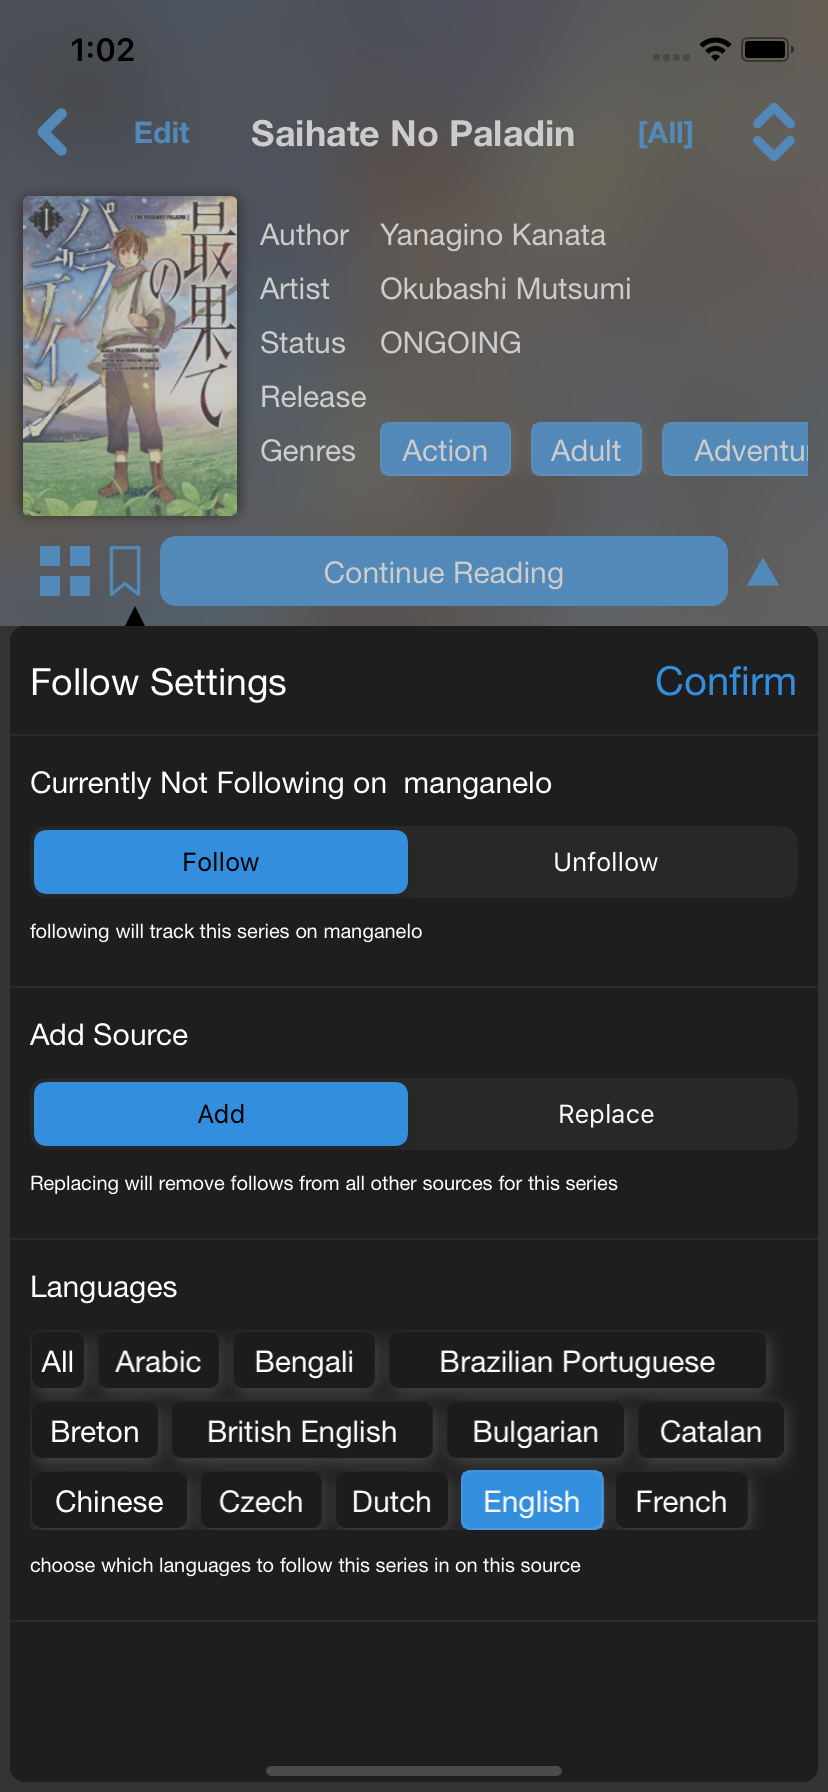 1:02
Edit
Saihate No Paladin
[All]
I
最果ての
パラディン
Author Yanagino Kanata
Artist Okubashi Mutsumi
Status ONGOING
Release
Genres Action Adult Adventu
Continue Reading
Follow Settings
Confirm
Currently Not Following on manganelo
Follow Unfollow
following will track this series on manganelo
Add Source
Add Replace
Replacing will remove follows from all other sources for this series
Languages
All Arabic Bengali Brazilian Portuguese
Breton British English Bulgarian Catalan
Chinese Czech Dutch English French
choose which languages to follow this series in on this source